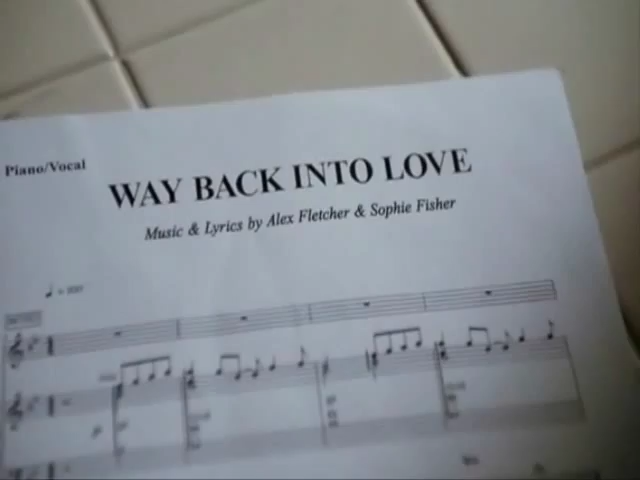 Piano/Vocal
WAY BACK INTO LOVE
Music & Lyrics by Alex Fletcher & Sophie Fisher